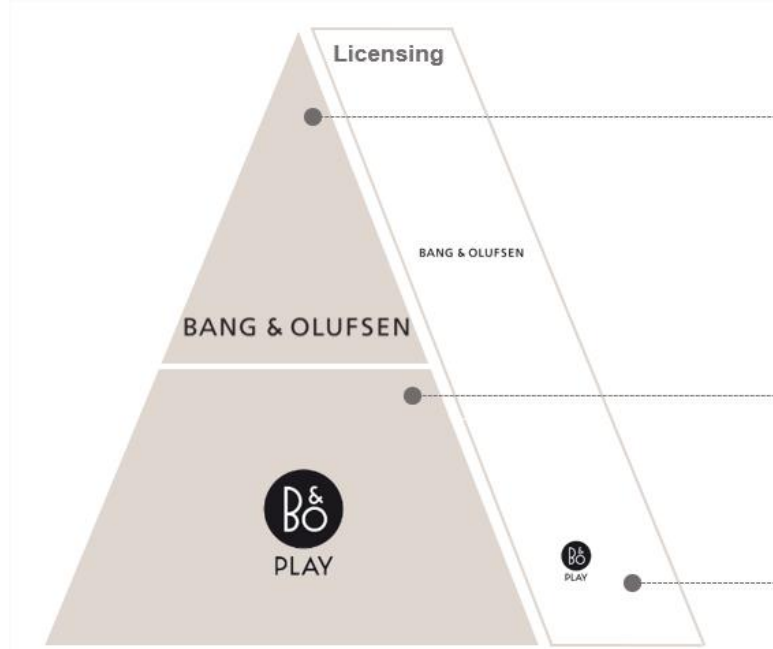 Licensing
BANG & OLUFSEN
BANG & OLUFSEN
B&O
PLAY
B&O
PLAY